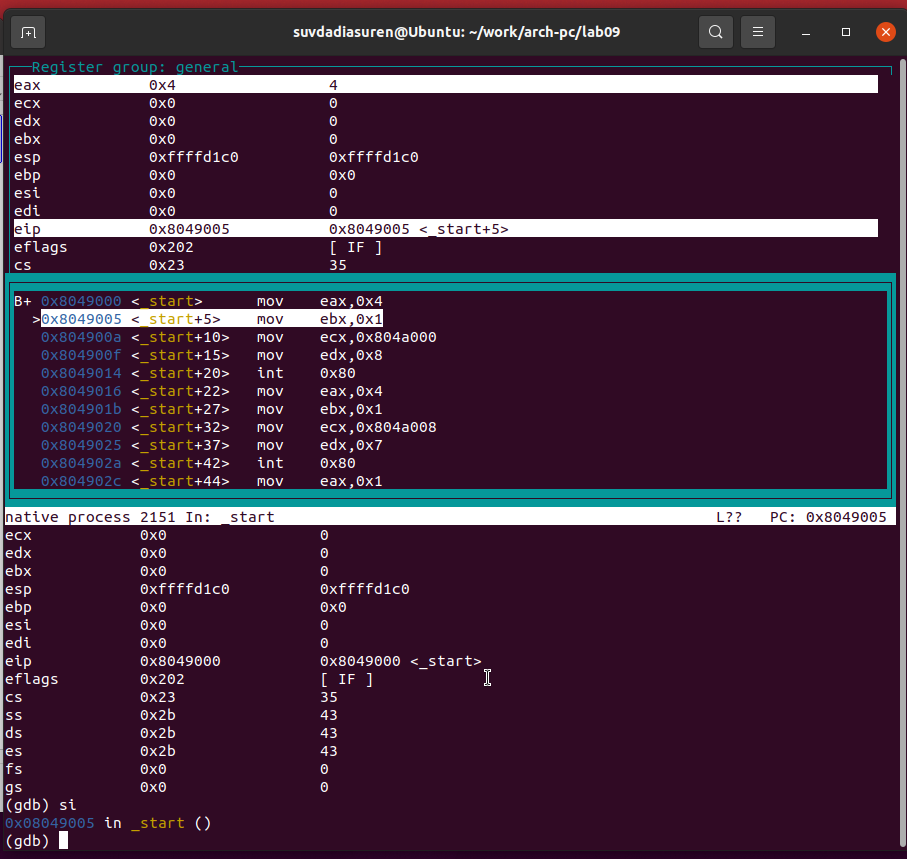 suvdadiasuren@Ubuntu: ~/work/arch-pc/lab09
Register group: general
eax 0x4 4
ecx 0x0 0
edx 0x0 0
ebx 0x0 0
esp 0xffffd1c0 0xffffd1c0
ebp 0x0 0x0
esi 0x0 0
edi 0x0 0
eip 0x8049005 0x8049005 <_start+5>
eflags 0x202 [ IF ]
cs 0x23 35
B+ 0x8049000 <_start> mov eax,0x4
>0x8049005 <_start+5> mov ebx,0x1
0x804900a <_start+10> mov ecx,0x804a000
0x804900f <_start+15> mov edx,0x8
0x8049014 <_start+20> int 0x80
0x8049016 <_start+22> mov eax,0x4
0x804901b <_start+27> mov ebx,0x1
0x8049020 <_start+32> mov ecx,0x804a008
0x8049025 <_start+37> mov edx,0x7
0x804902a <_start+42> int 0x80
0x804902c <_start+44> mov eax,0x1
native process 2151 In: _start L?? PC: 0x8049005
ecx 0x0 0
edx 0x0 0
ebx 0x0 0
esp 0xffffd1c0 0xffffd1c0
ebp 0x0 0x0
esi 0x0 0
edi 0x0 0
eip 0x8049000 0x8049000 <_start>
eflags 0x202 [ IF ]
cs 0x23 35
ss 0x2b 43
ds 0x2b 43
es 0x2b 43
fs 0x0 0
gs 0x0 0
(gdb) si
0x08049005 in _start ()
(gdb)